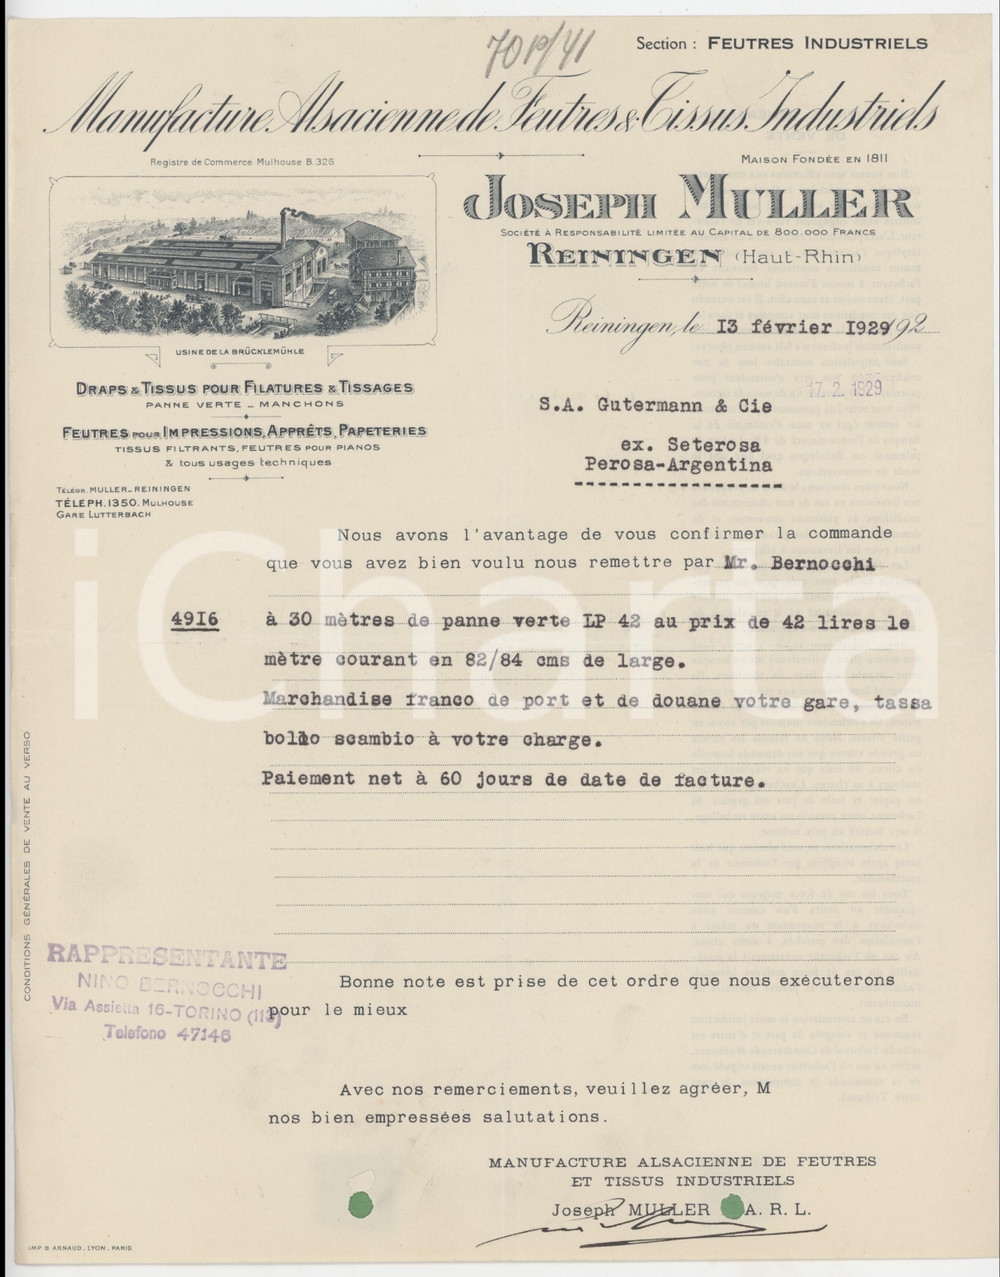 70P/41
Section : FEUTRES INDUSTRIELS
Manufacture Alsacienne de Feutres & Tissus Industriels
Registre de Commerce Mulhouse B.326
MAISON FONDÉE EN 1811
JOSEPH MULLER
SOCIÉTÉ À RESPONSABILITÉ LIMITÉE AU CAPITAL DE 800.000 FRANCS
REININGEN (HAUT-RHIN)
Reiningen, le 13 février 1929 192
USINE DE LA BRÜCKLEMÜHLE
DRAPS & TISSUS POUR FILATURES & TISSAGES
PANNE VERTE _ MANCHONS
FEUTRES POUR IMPRESSIONS, APPRÊTS, PAPETERIES
TISSUS FILTRANTS, FEUTRES POUR PIANOS
& tous usages techniques
TÉLÉGR. MULLER_REININGEN
TÉLÉPH. 1350. MULHOUSE
GARE LUTTERBACH
17. 2. 1929
S.A. Gutermann & Cie
ex. Seterosa
Perosa-Argentina
Nous avons l'avantage de vous confirmer la commande
que vous avez bien voulu nous remettre par Mr. Bernocchi
4916 à 30 mètres de panne verte LP 42 au prix de 42 lires le
mètre courant en 82/84 cms de large.
Marchandise franco de port et de douane votre gare, tassa
bollo scambio à votre charge.
Paiement net à 60 jours de date de facture.
iCharta
CONDITIONS GÉNÉRALES DE VENTE AU VERSO
RAPPRESENTANTE
NINO BERNOCCHI
Via Assietta 16-TORINO (113)
Telefono 47146
Bonne note est prise de cet ordre que nous exécuterons
pour le mieux
Avec nos remerciements, veuillez agréer, M
nos bien empressées salutations.
MANUFACTURE ALSACIENNE DE FEUTRES
ET TISSUS INDUSTRIELS
Joseph MULLER A. R. L.
IMP B ARNAUD. LYON. PARIS